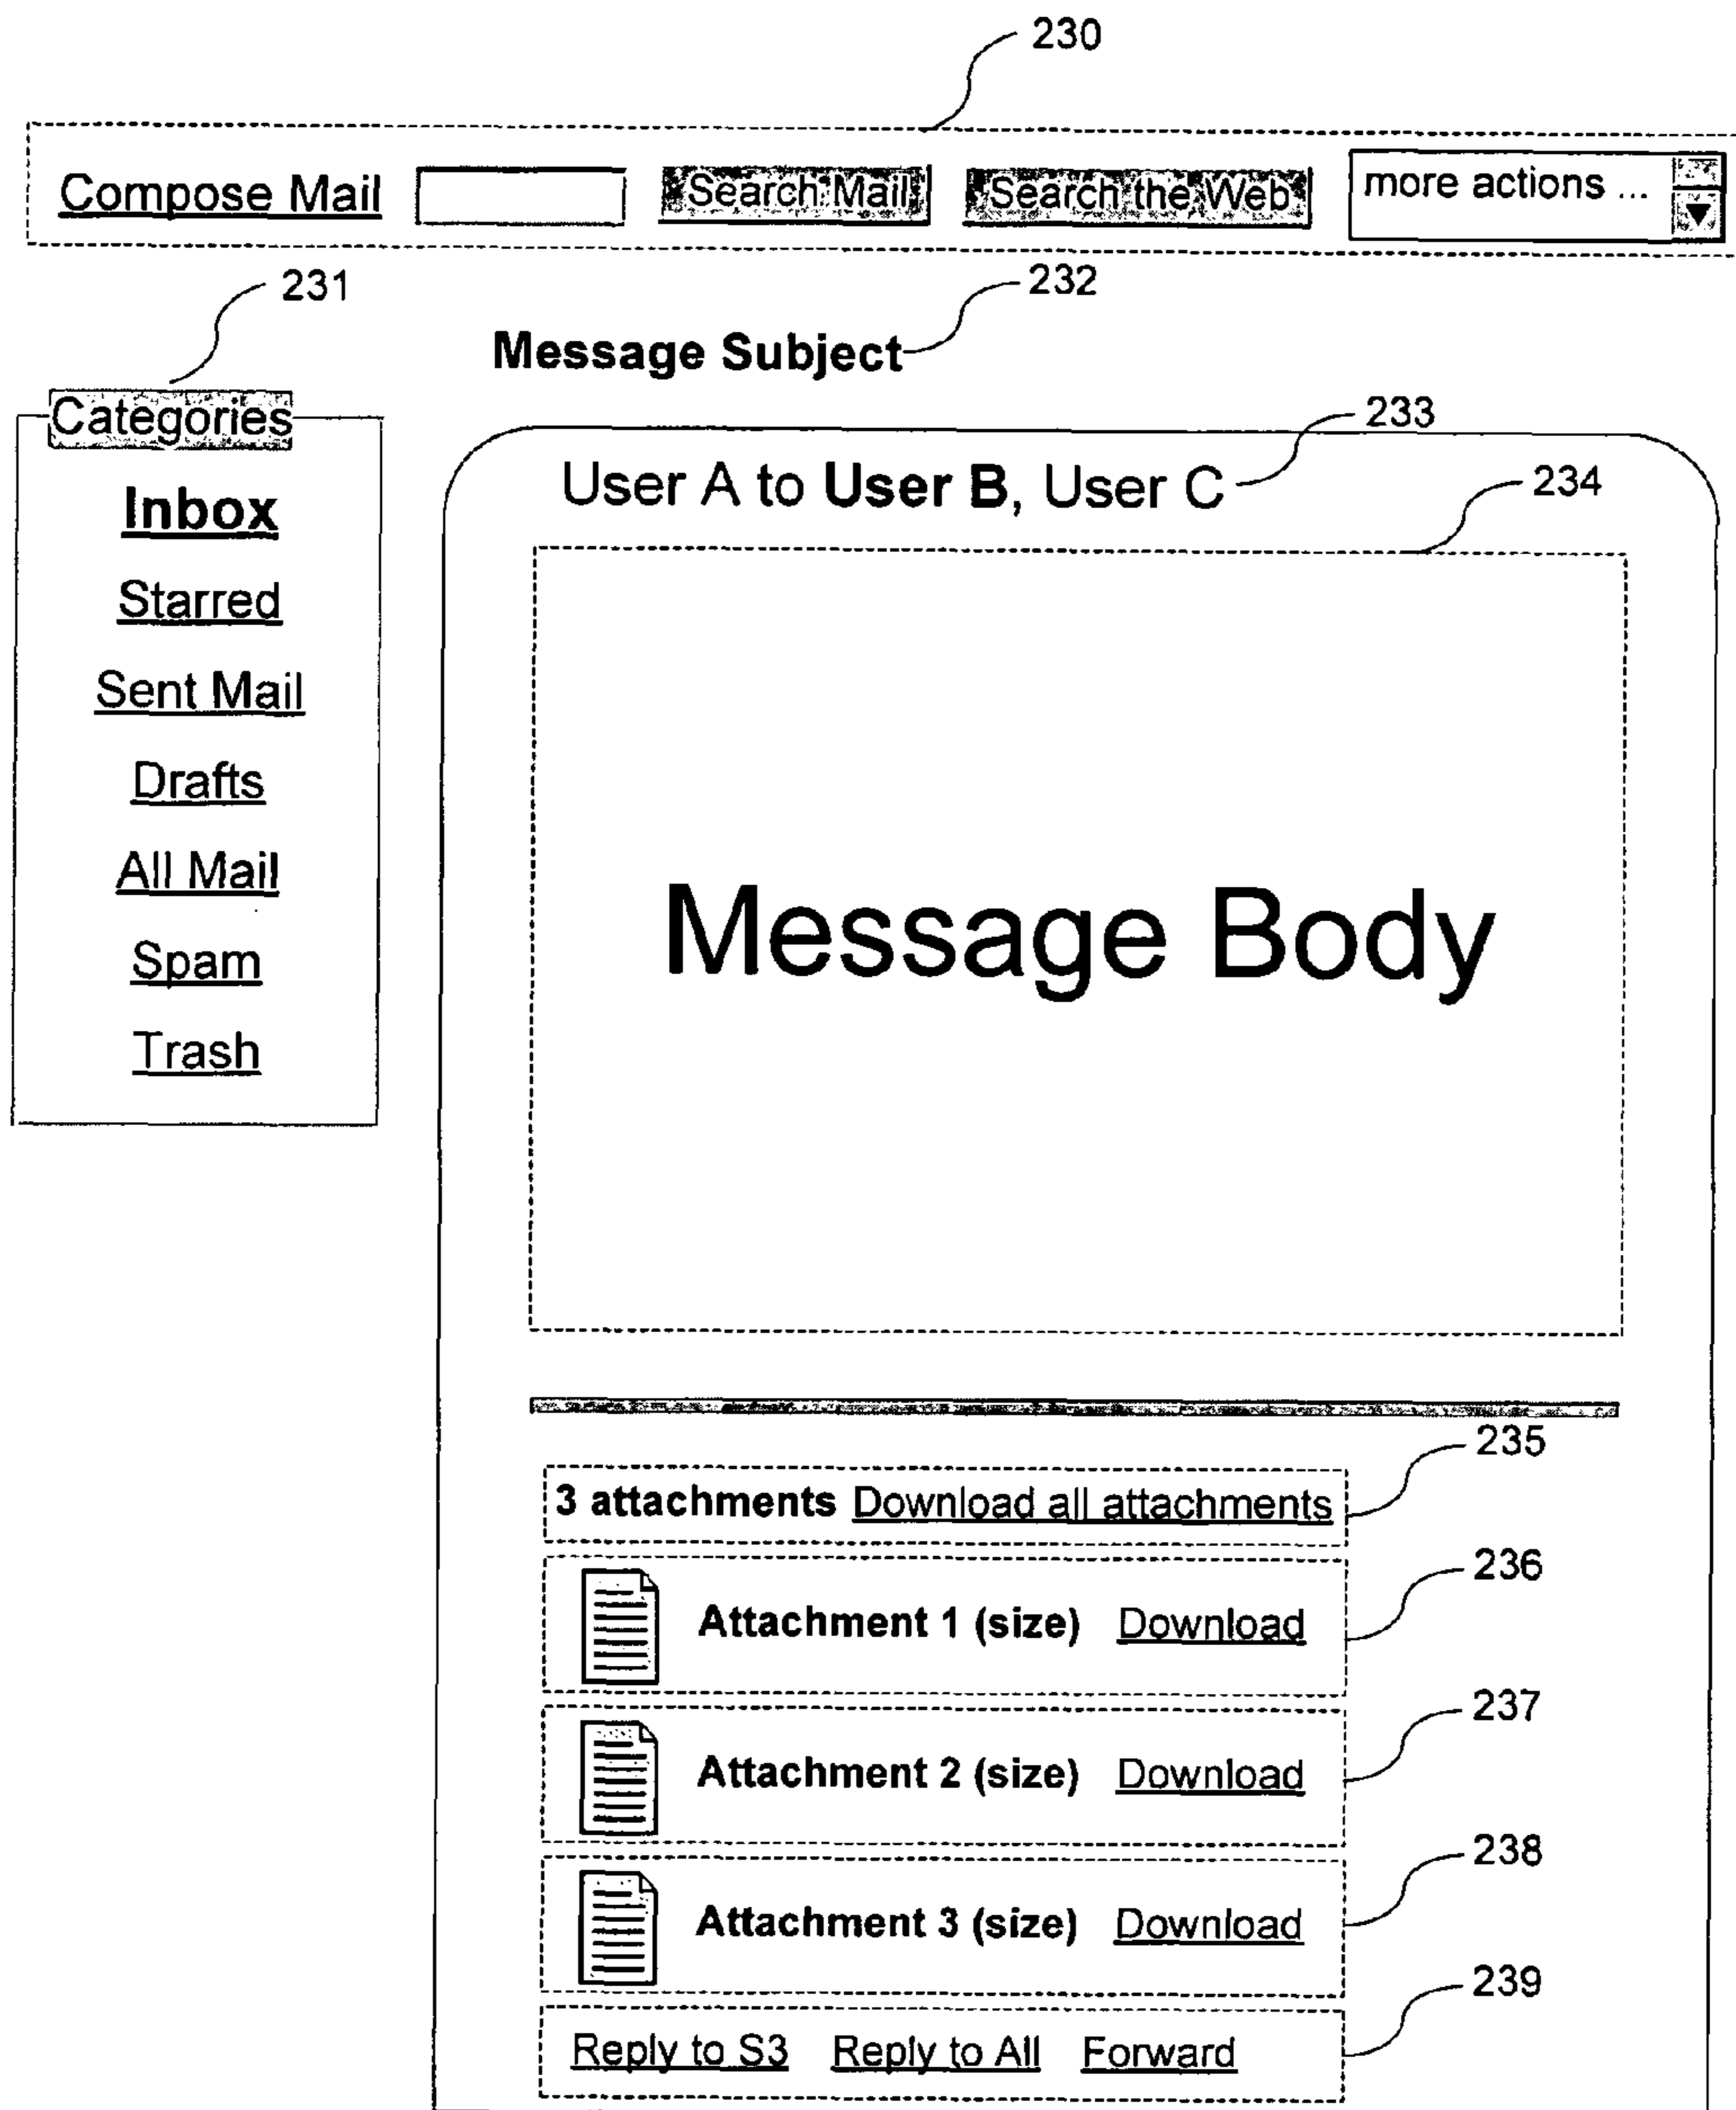 230
Compose Mail Search Mail Search the Web more actions ...
231
232
Message Subject
Categories
233
User A to User B, User C
234
Inbox
Starred
Sent Mail
Drafts
All Mail
Spam
Trash
Message Body
235
3 attachments Download all attachments
236
Attachment 1 (size) Download
237
Attachment 2 (size) Download
238
Attachment 3 (size) Download
239
Reply to S3 Reply to All Forward